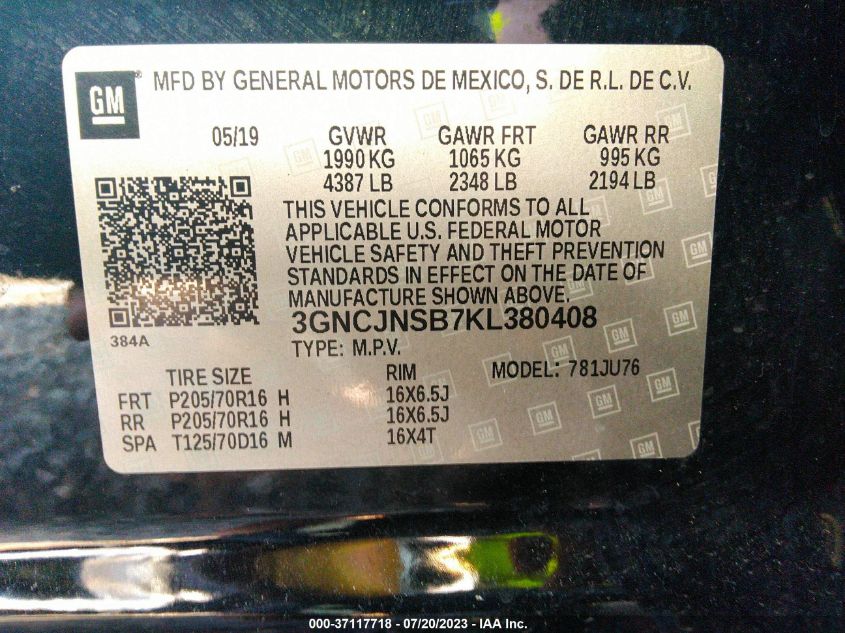 GM ® MFD BY GENERAL MOTORS DE MEXICO, S. DE R.L. DE C.V.
05/19 GVWR GAWR FRT GAWR RR
1990 KG 1065 KG 995 KG
4387 LB 2348 LB 2194 LB
THIS VEHICLE CONFORMS TO ALL
APPLICABLE U.S. FEDERAL MOTOR
VEHICLE SAFETY AND THEFT PREVENTION
STANDARDS IN EFFECT ON THE DATE OF
MANUFACTURE SHOWN ABOVE.
3GNCJNSB7KL380408
384A
TYPE: M.P.V.
TIRE SIZE RIM MODEL: 781JU76
FRT P205/70R16 H 16X6.5J
RR P205/70R16 H 16X6.5J
SPA T125/70D16 M 16X4T
000-37117718 - 07/20/2023 - © IAA Inc.